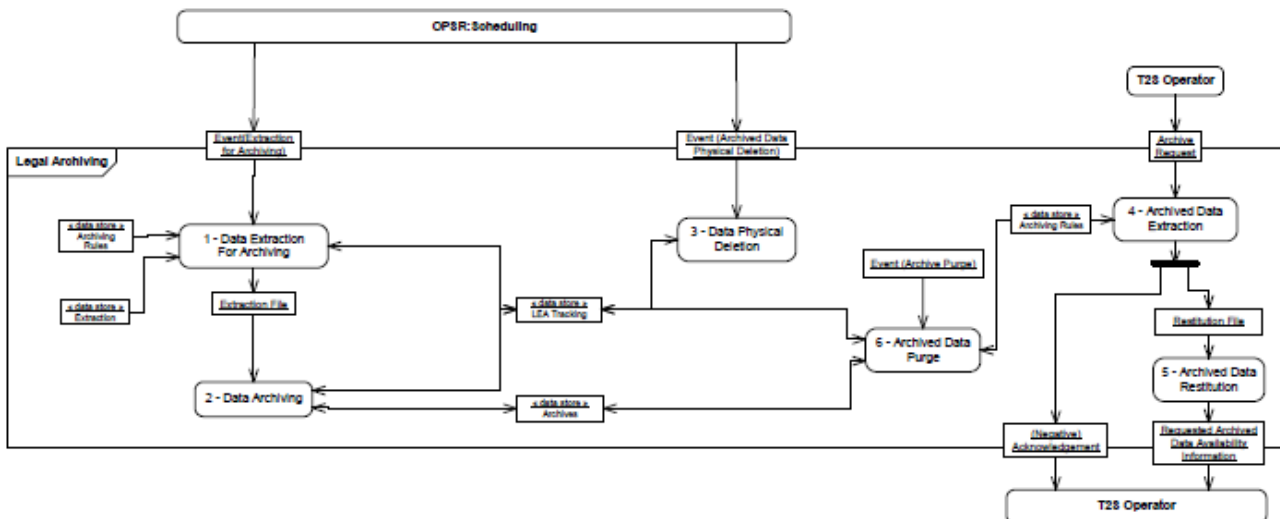 OPSR:Scheduling
T2S Operator
Event(Extraction
for Archiving)
Event (Archived Data
Physical Deletion)
Archive
Request
Legal Archiving
« data store »
Archiving
Rules
1 - Data Extraction
For Archiving
3 - Data Physical
Deletion
« data store »
Archiving Rules
4 - Archived Data
Extraction
Event (Archive Purge)
« data store »
Extraction
Extraction File
« data store »
LEA Tracking
Restitution File
6 - Archived Data
Purge
5 - Archived Data
Restitution
2 - Data Archiving
« data store »
Archives
(Negative)
Acknowledgement
Requested Archived
Data Availability
Information
T2S Operator